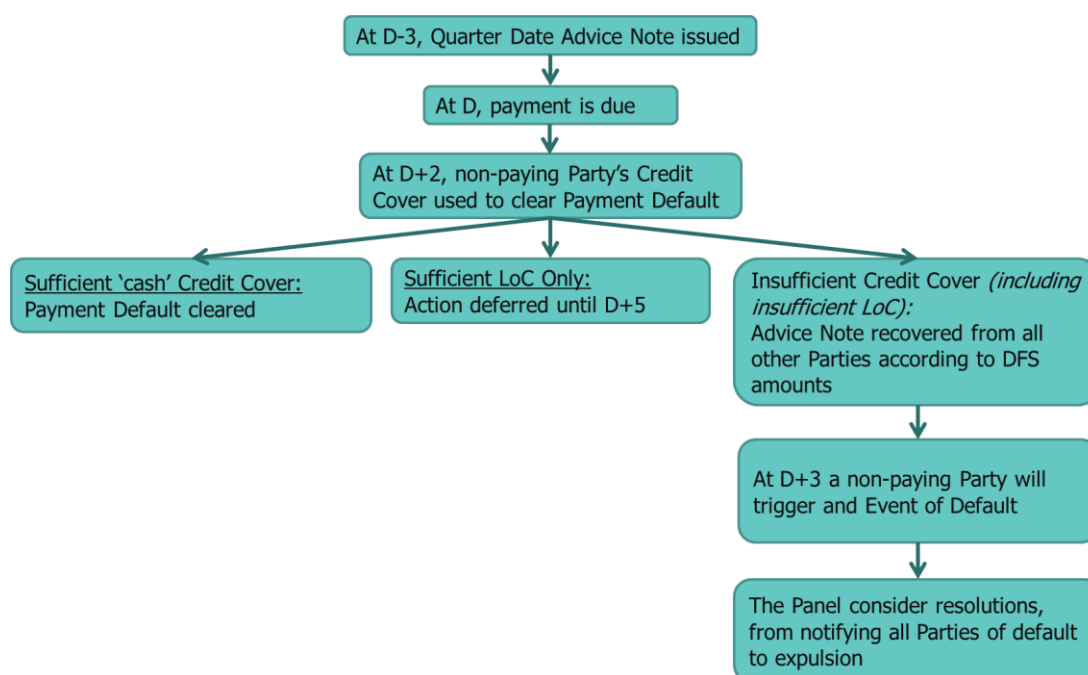 At D-3, Quarter Date Advice Note issued
At D, payment is due
At D+2, non-paying Party's Credit
Cover used to clear Payment Default
Sufficient 'cash' Credit Cover:
Payment Default cleared
Sufficient LoC Only:
Action deferred until D+5
Insufficient Credit Cover (including
insufficient LoC):
Advice Note recovered from all
other Parties according to DFS
amounts
At D+3 a non-paying Party will
trigger and Event of Default
The Panel consider resolutions,
from notifying all Parties of default
to expulsion